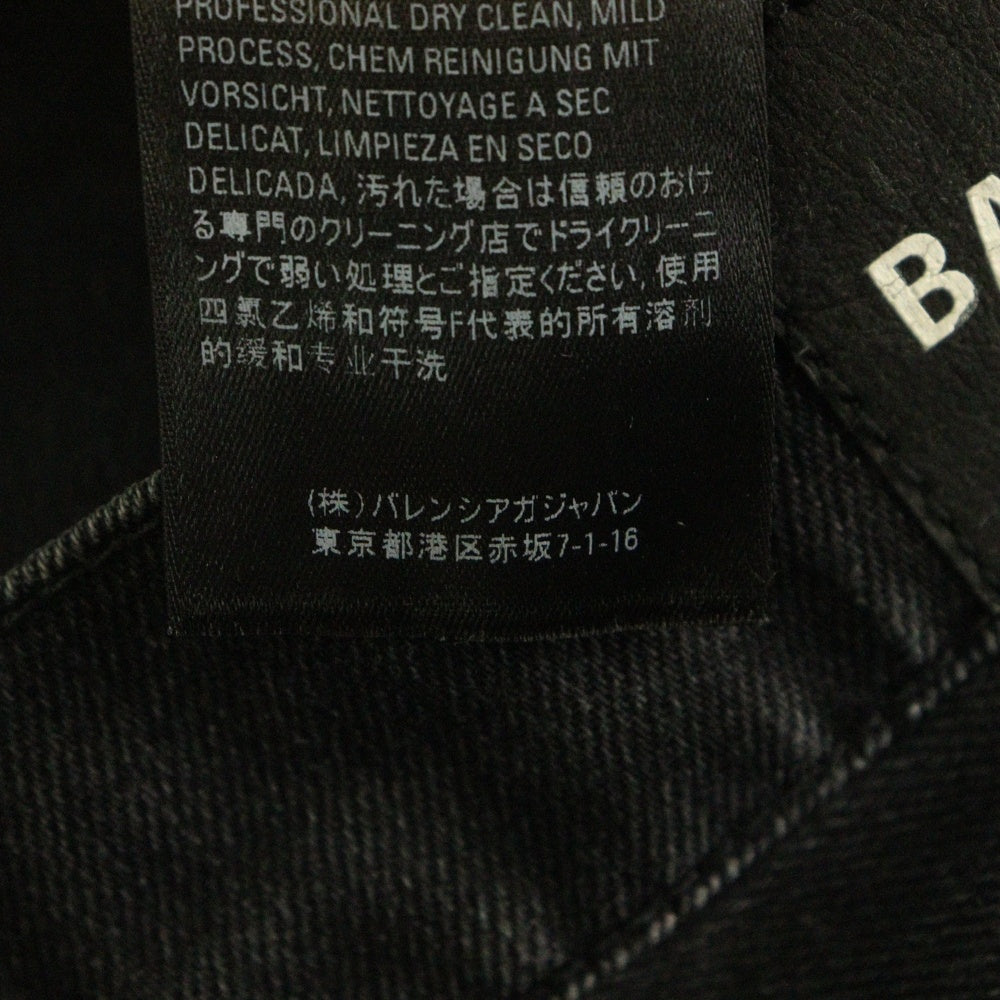 PROFESSIONAL DRY CLEAN, MILD
PROCESS, CHEM REINIGUNG MIT
VORSICHT, NETTOYAGE A SEC
DELICAT, LIMPIEZA EN SECO
DELICADA, 汚れた場合は信頼のおけ
る専門のクリーニング店でドライクリーニ
ングで弱い処理とご指定ください, 使用
四氯乙烯和符号F代表的所有溶剂
的缓和专业干洗
(株)バレンシアガジャパン
東京都港区赤坂7-1-16
BA